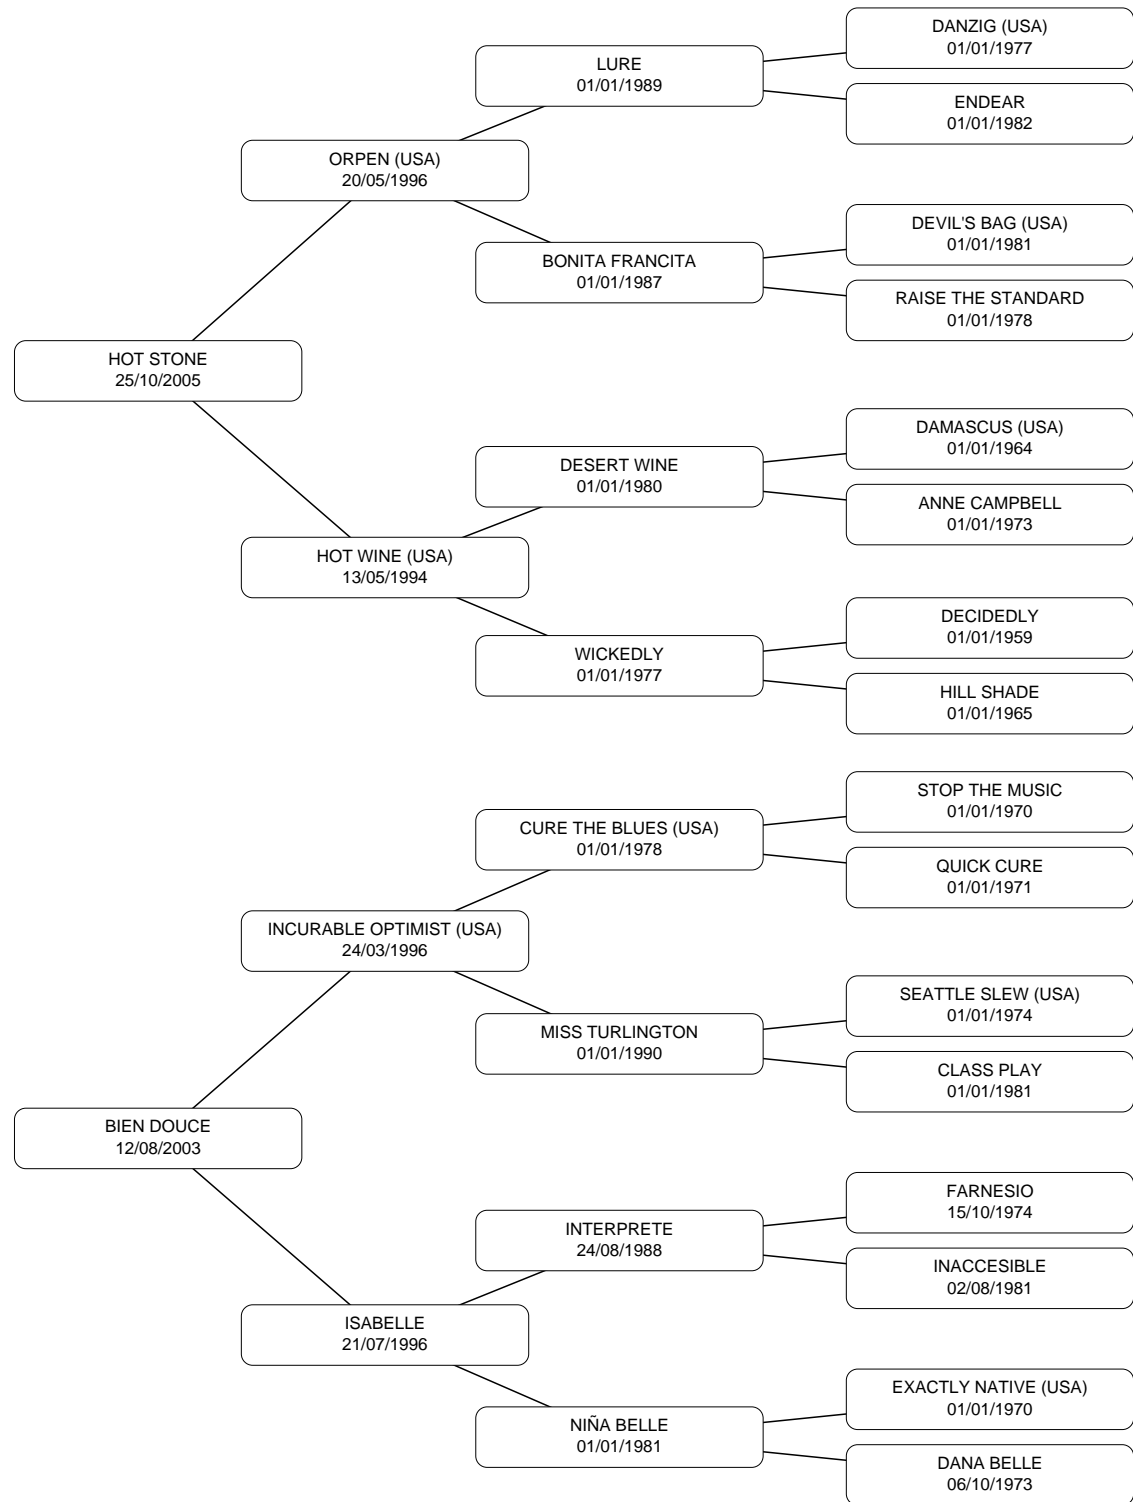 DANZIG (USA)
01/01/1977
LURE
01/01/1989
ENDEAR
01/01/1982
ORPEN (USA)
20/05/1996
DEVIL'S BAG (USA)
01/01/1981
BONITA FRANCITA
01/01/1987
RAISE THE STANDARD
01/01/1978
HOT STONE
25/10/2005
DAMASCUS (USA)
01/01/1964
DESERT WINE
01/01/1980
ANNE CAMPBELL
01/01/1973
HOT WINE (USA)
13/05/1994
DECIDEDLY
01/01/1959
WICKEDLY
01/01/1977
HILL SHADE
01/01/1965
STOP THE MUSIC
01/01/1970
CURE THE BLUES (USA)
01/01/1978
QUICK CURE
01/01/1971
INCURABLE OPTIMIST (USA)
24/03/1996
SEATTLE SLEW (USA)
01/01/1974
MISS TURLINGTON
01/01/1990
CLASS PLAY
01/01/1981
BIEN DOUCE
12/08/2003
FARNESIO
15/10/1974
INTERPRETE
24/08/1988
INACCESIBLE
02/08/1981
ISABELLE
21/07/1996
EXACTLY NATIVE (USA)
01/01/1970
NIÑA BELLE
01/01/1981
DANA BELLE
06/10/1973